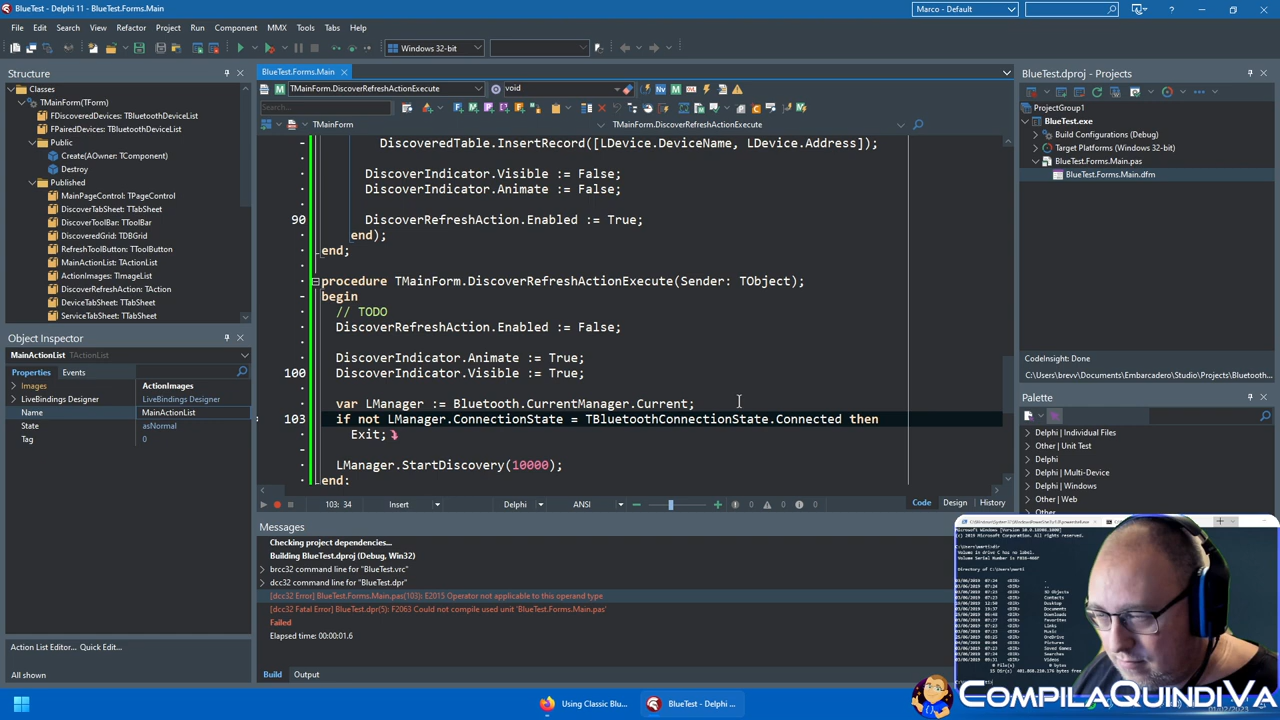 BlueTest - Delphi 11 - BlueTest.Forms.Main
Marco - Default
File Edit Search View Refactor Project Run Component MMX Tools Tabs Help
Windows 32-bit
Structure
Classes
TMainForm(TForm)
FDiscoveredDevices: TBluetoothDeviceList
FPairedDevices: TBluetoothDeviceList
Public
Create(AOwner: TComponent)
Destroy
Published
MainPageControl: TPageControl
DiscoverTabSheet: TTabSheet
DiscoverToolBar: TToolBar
DiscoveredGrid: TDBGrid
RefreshToolButton: TToolButton
MainActionList: TActionList
ActionImages: TImageList
DiscoverRefreshAction: TAction
DeviceTabSheet: TTabSheet
ServiceTabSheet: TTabSheet
Object Inspector
MainActionList TActionList
Properties Events
Images ActionImages
LiveBindings Designer LiveBindings Designer
Name MainActionList
State asNormal
Tag 0
Action List Editor... Quick Edit...
All shown
BlueTest.Forms.Main
TMainForm.DiscoverRefreshActionExecute
void
Search...
TMainForm
TMainForm.DiscoverRefreshActionExecute
DiscoveredTable.InsertRecord([LDevice.DeviceName, LDevice.Address]);
DiscoverIndicator.Visible := False;
DiscoverIndicator.Animate := False;
90 DiscoverRefreshAction.Enabled := True;
end);
end;
procedure TMainForm.DiscoverRefreshActionExecute(Sender: TObject);
begin
// TODO
DiscoverRefreshAction.Enabled := False;
DiscoverIndicator.Animate := True;
100 DiscoverIndicator.Visible := True;
var LManager := Bluetooth.CurrentManager.Current;
103 if not LManager.ConnectionState = TBluetoothConnectionState.Connected then
Exit;
LManager.StartDiscovery(10000);
end;
103: 34 Insert Delphi ANSI 0 0 0 Code Design History
Messages
Checking project dependencies...
Building BlueTest.dproj (Debug, Win32)
brcc32 command line for "BlueTest.vrc"
dcc32 command line for "BlueTest.dpr"
[dcc32 Error] BlueTest.Forms.Main.pas(103): E2015 Operator not applicable to this operand type
[dcc32 Fatal Error] BlueTest.dpr(5): F2063 Could not compile used unit 'BlueTest.Forms.Main.pas'
Failed
Elapsed time: 00:00:01.6
Build Output
BlueTest.dproj - Projects
ProjectGroup1
BlueTest.exe
Build Configurations (Debug)
Target Platforms (Windows 32-bit)
BlueTest.Forms.Main.pas
BlueTest.Forms.Main.dfm
CodeInsight: Done
C:\Users\brevv\Documents\Embarcadero\Studio\Projects\Bluetooth...
Palette
Delphi | Individual Files
Other | Unit Test
Delphi
Delphi | Multi-Device
Delphi | Windows
Other | Web
Other
Using Classic Blu...
BlueTest - Delphi ...
COMPILAQUINDIVA